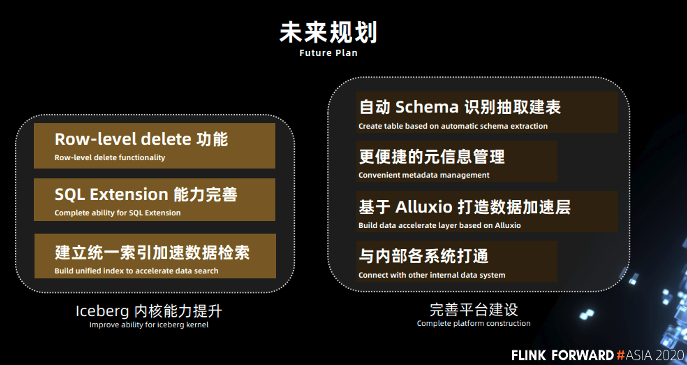 未来规划
Future Plan
Row-level delete 功能
Row-level delete functionality
SQL Extension 能力完善
Complete ability for SQL Extension
建立统一索引加速数据检索
Build unified index to accelerate data search
Iceberg 内核能力提升
Improve ability for iceberg kernel
自动 Schema 识别抽取建表
Create table based on automatic schema extraction
更便捷的元信息管理
Convenient metadata management
基于 Alluxio 打造数据加速层
Build data accelerate layer based on Alluxio
与内部各系统打通
Connect with other internal data system
完善平台建设
Complete platform construction
FLINK FORWARD #ASIA 2020